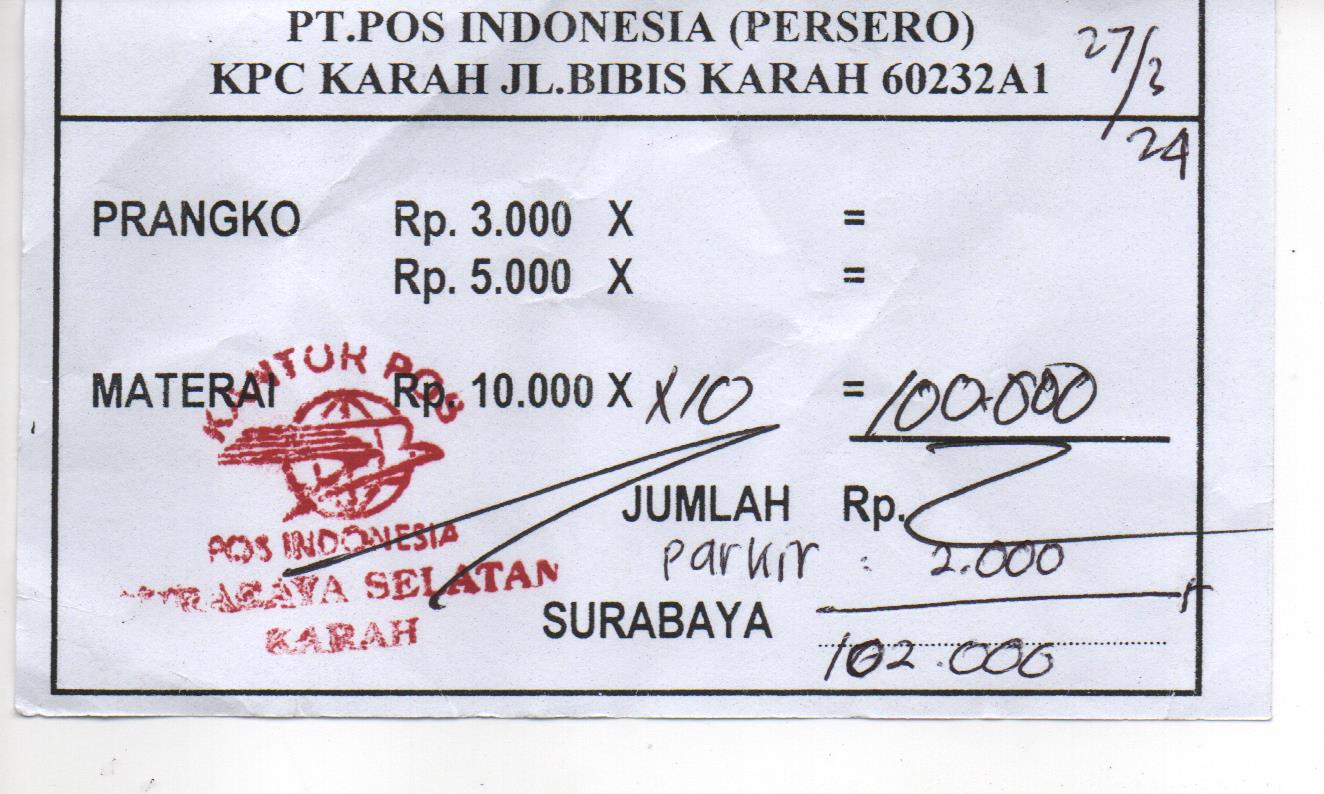 PT.POS INDONESIA (PERSERO)
KPC KARAH JL.BIBIS KARAH 60232A1
27/3
24
PRANGKO Rp. 3.000 X =
Rp. 5.000 X =
MATERAI Rp. 10.000 X X10 = 100.000
KANTOR POS
POS INDONESIA
SURABAYA SELATAN
KARAH
JUMLAH Rp.
parkir : 2.000
SURABAYA
102.000